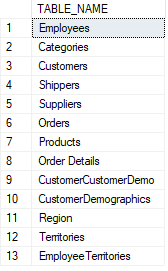 TABLE_NAME
1 Employees
2 Categories
3 Customers
4 Shippers
5 Suppliers
6 Orders
7 Products
8 Order Details
9 CustomerCustomerDemo
10 CustomerDemographics
11 Region
12 Territories
13 EmployeeTerritories